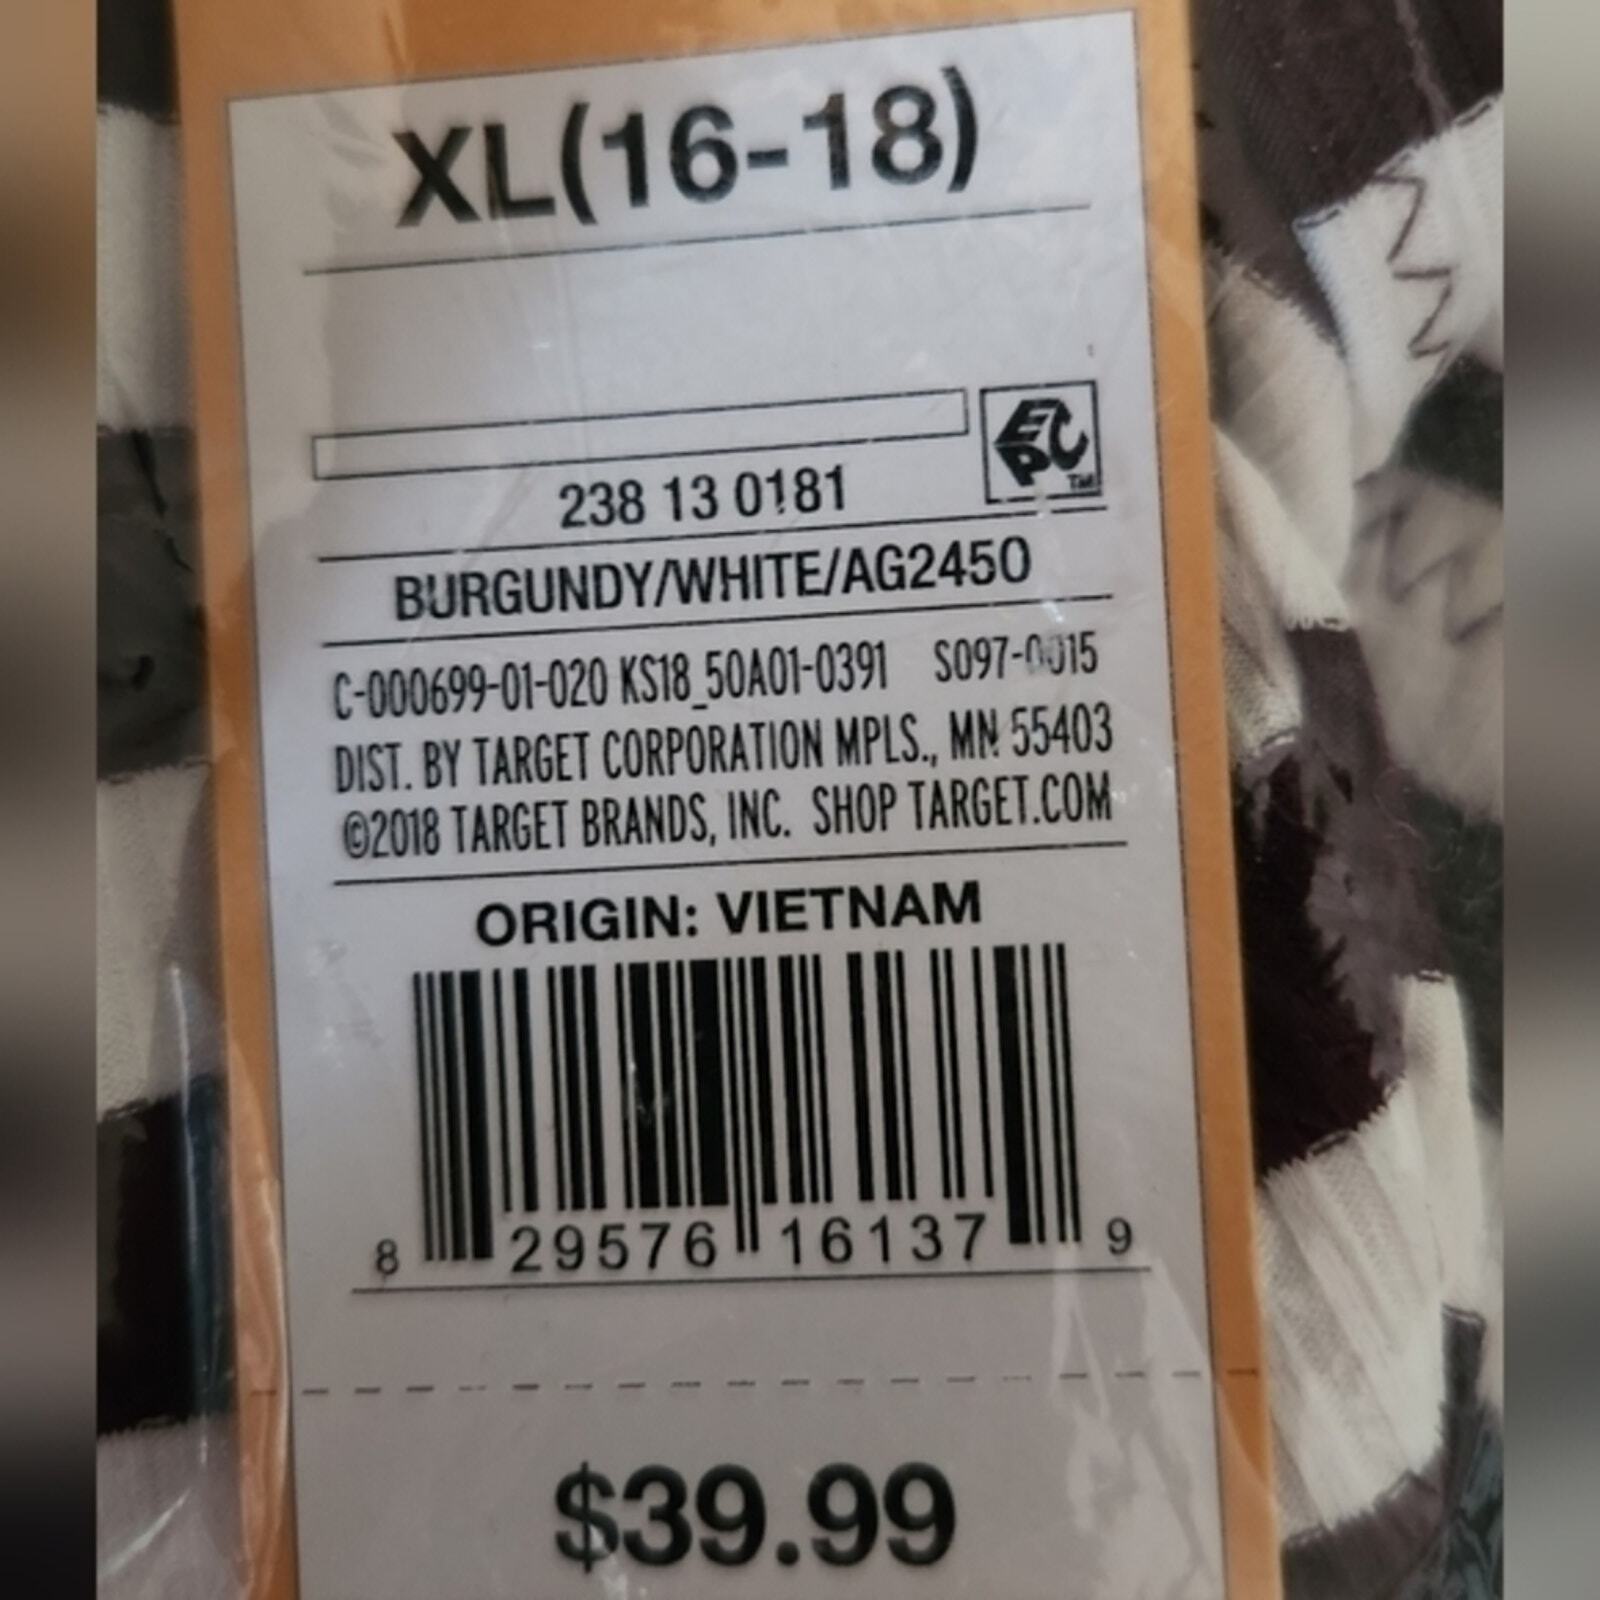 XL(16-18)
EPC TM
238 13 0181
BURGUNDY/WHITE/AG2450
C-000699-01-020 KS18_50A01-0391 S097-0015
DIST. BY TARGET CORPORATION MPLS., MN 55403
©2018 TARGET BRANDS, INC. SHOP TARGET.COM
ORIGIN: VIETNAM
8 29576 16137 9
$39.99